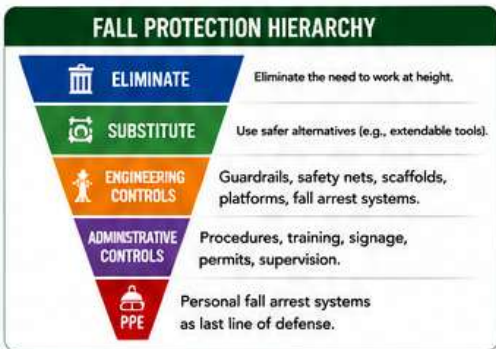 FALL PROTECTION HIERARCHY
ELIMINATE
Eliminate the need to work at height.
SUBSTITUTE
Use safer alternatives (e.g., extendable tools).
ENGINEERING
CONTROLS
Guardrails, safety nets, scaffolds,
platforms, fall arrest systems.
ADMINISTRATIVE
CONTROLS
Procedures, training, signage,
permits, supervision.
PPE
Personal fall arrest systems
as last line of defense.